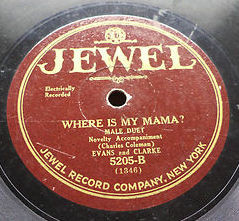 JEWEL
Electrically
Recorded
WHERE IS MY MAMA?
MALE DUET
Novelty Accompaniment
(Charles Coleman)
EVANS and CLARKE
5205-B
(1346)
JEWEL RECORD COMPANY, NEW YORK